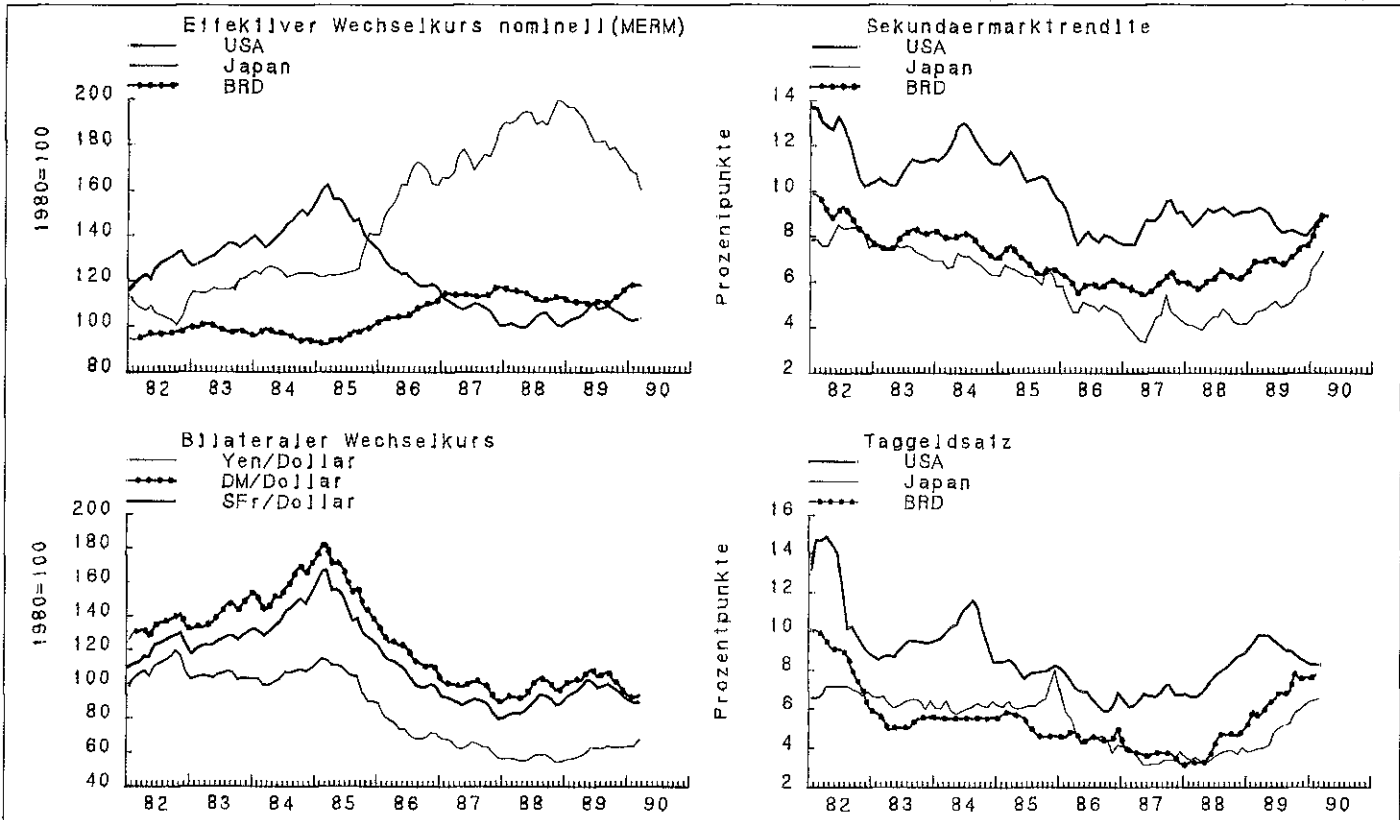 Effektiver Wechselkurs nominell(MERM)
USA
Japan
BRD
1980=100
200
180
160
140
120
100
80
82 83 84 85 86 87 88 89 90
Sekundaermarktrendite
USA
Japan
BRD
Prozentpunkte
14
12
10
8
6
4
2
82 83 84 85 86 87 88 89 90
Bilateraler Wechselkurs
Yen/Dollar
DM/Dollar
SFr/Dollar
1980=100
200
180
160
140
120
100
80
60
40
82 83 84 85 86 87 88 89 90
Taggeldsatz
USA
Japan
BRD
Prozentpunkte
16
14
12
10
8
6
4
2
82 83 84 85 86 87 88 89 90